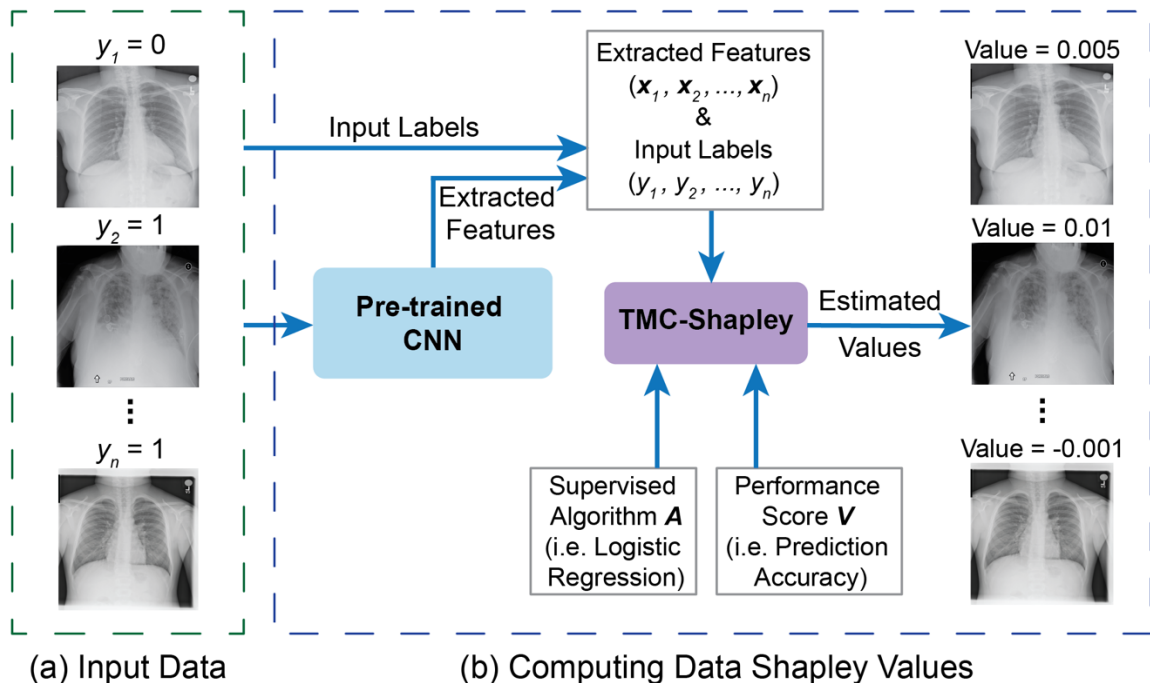 y1 = 0
y2 = 1
yn = 1
(a) Input Data
Input Labels
Extracted
Features
Pre-trained
CNN
Extracted Features
(x1, x2, ..., xn)
&
Input Labels
(y1, y2, ..., yn)
TMC-Shapley
Estimated
Values
Supervised
Algorithm A
(i.e. Logistic
Regression)
Performance
Score V
(i.e. Prediction
Accuracy)
Value = 0.005
Value = 0.01
Value = -0.001
(b) Computing Data Shapley Values